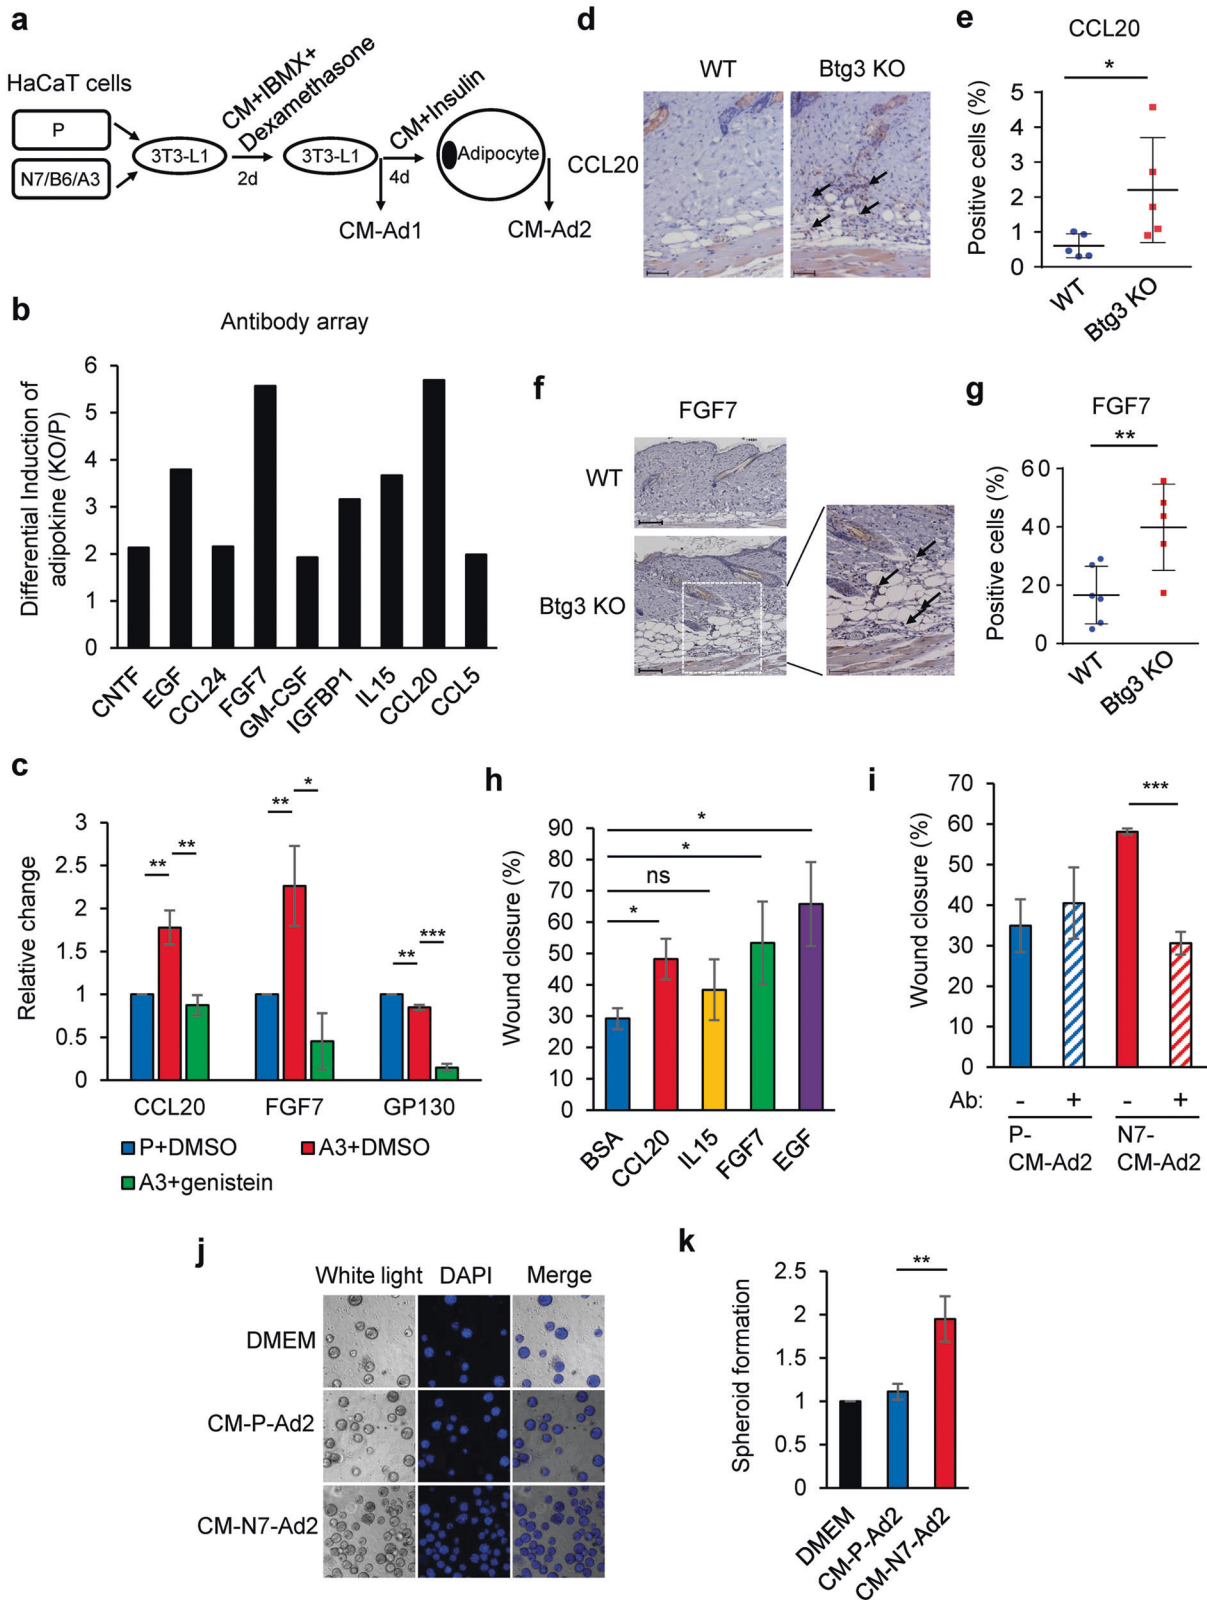 a
HaCaT cells
P
N7/B6/A3
3T3-L1
CM+IBMX+
Dexamethasone
2d
3T3-L1
CM+Insulin
4d
Adipocyte
CM-Ad1
CM-Ad2
b
Antibody array
Differential Induction of
adipokine (KO/P)
6
5
4
3
2
1
0
CNTF
EGF
CCL24
FGF7
GM-CSF
IGFBP1
IL15
CCL20
CCL5
c
Relative change
3
2.5
2
1.5
1
0.5
0
** **
** *
** ***
CCL20
FGF7
GP130
P+DMSO
A3+DMSO
A3+genistein
d
WT
Btg3 KO
CCL20
e
CCL20
*
Positive cells (%)
5
4
3
2
1
0
WT
Btg3 KO
f
FGF7
WT
Btg3 KO
g
FGF7
**
Positive cells (%)
60
40
20
0
WT
Btg3 KO
h
Wound closure (%)
90
80
70
60
50
40
30
20
10
0
*
*
ns
*
BSA
CCL20
IL15
FGF7
EGF
i
Wound closure (%)
70
60
50
40
30
20
10
0
***
Ab: - + - +
P-
CM-Ad2
N7-
CM-Ad2
j
White light
DAPI
Merge
DMEM
CM-P-Ad2
CM-N7-Ad2
k
Spheroid formation
2.5
2
1.5
1
0.5
0
**
DMEM
CM-P-Ad2
CM-N7-Ad2